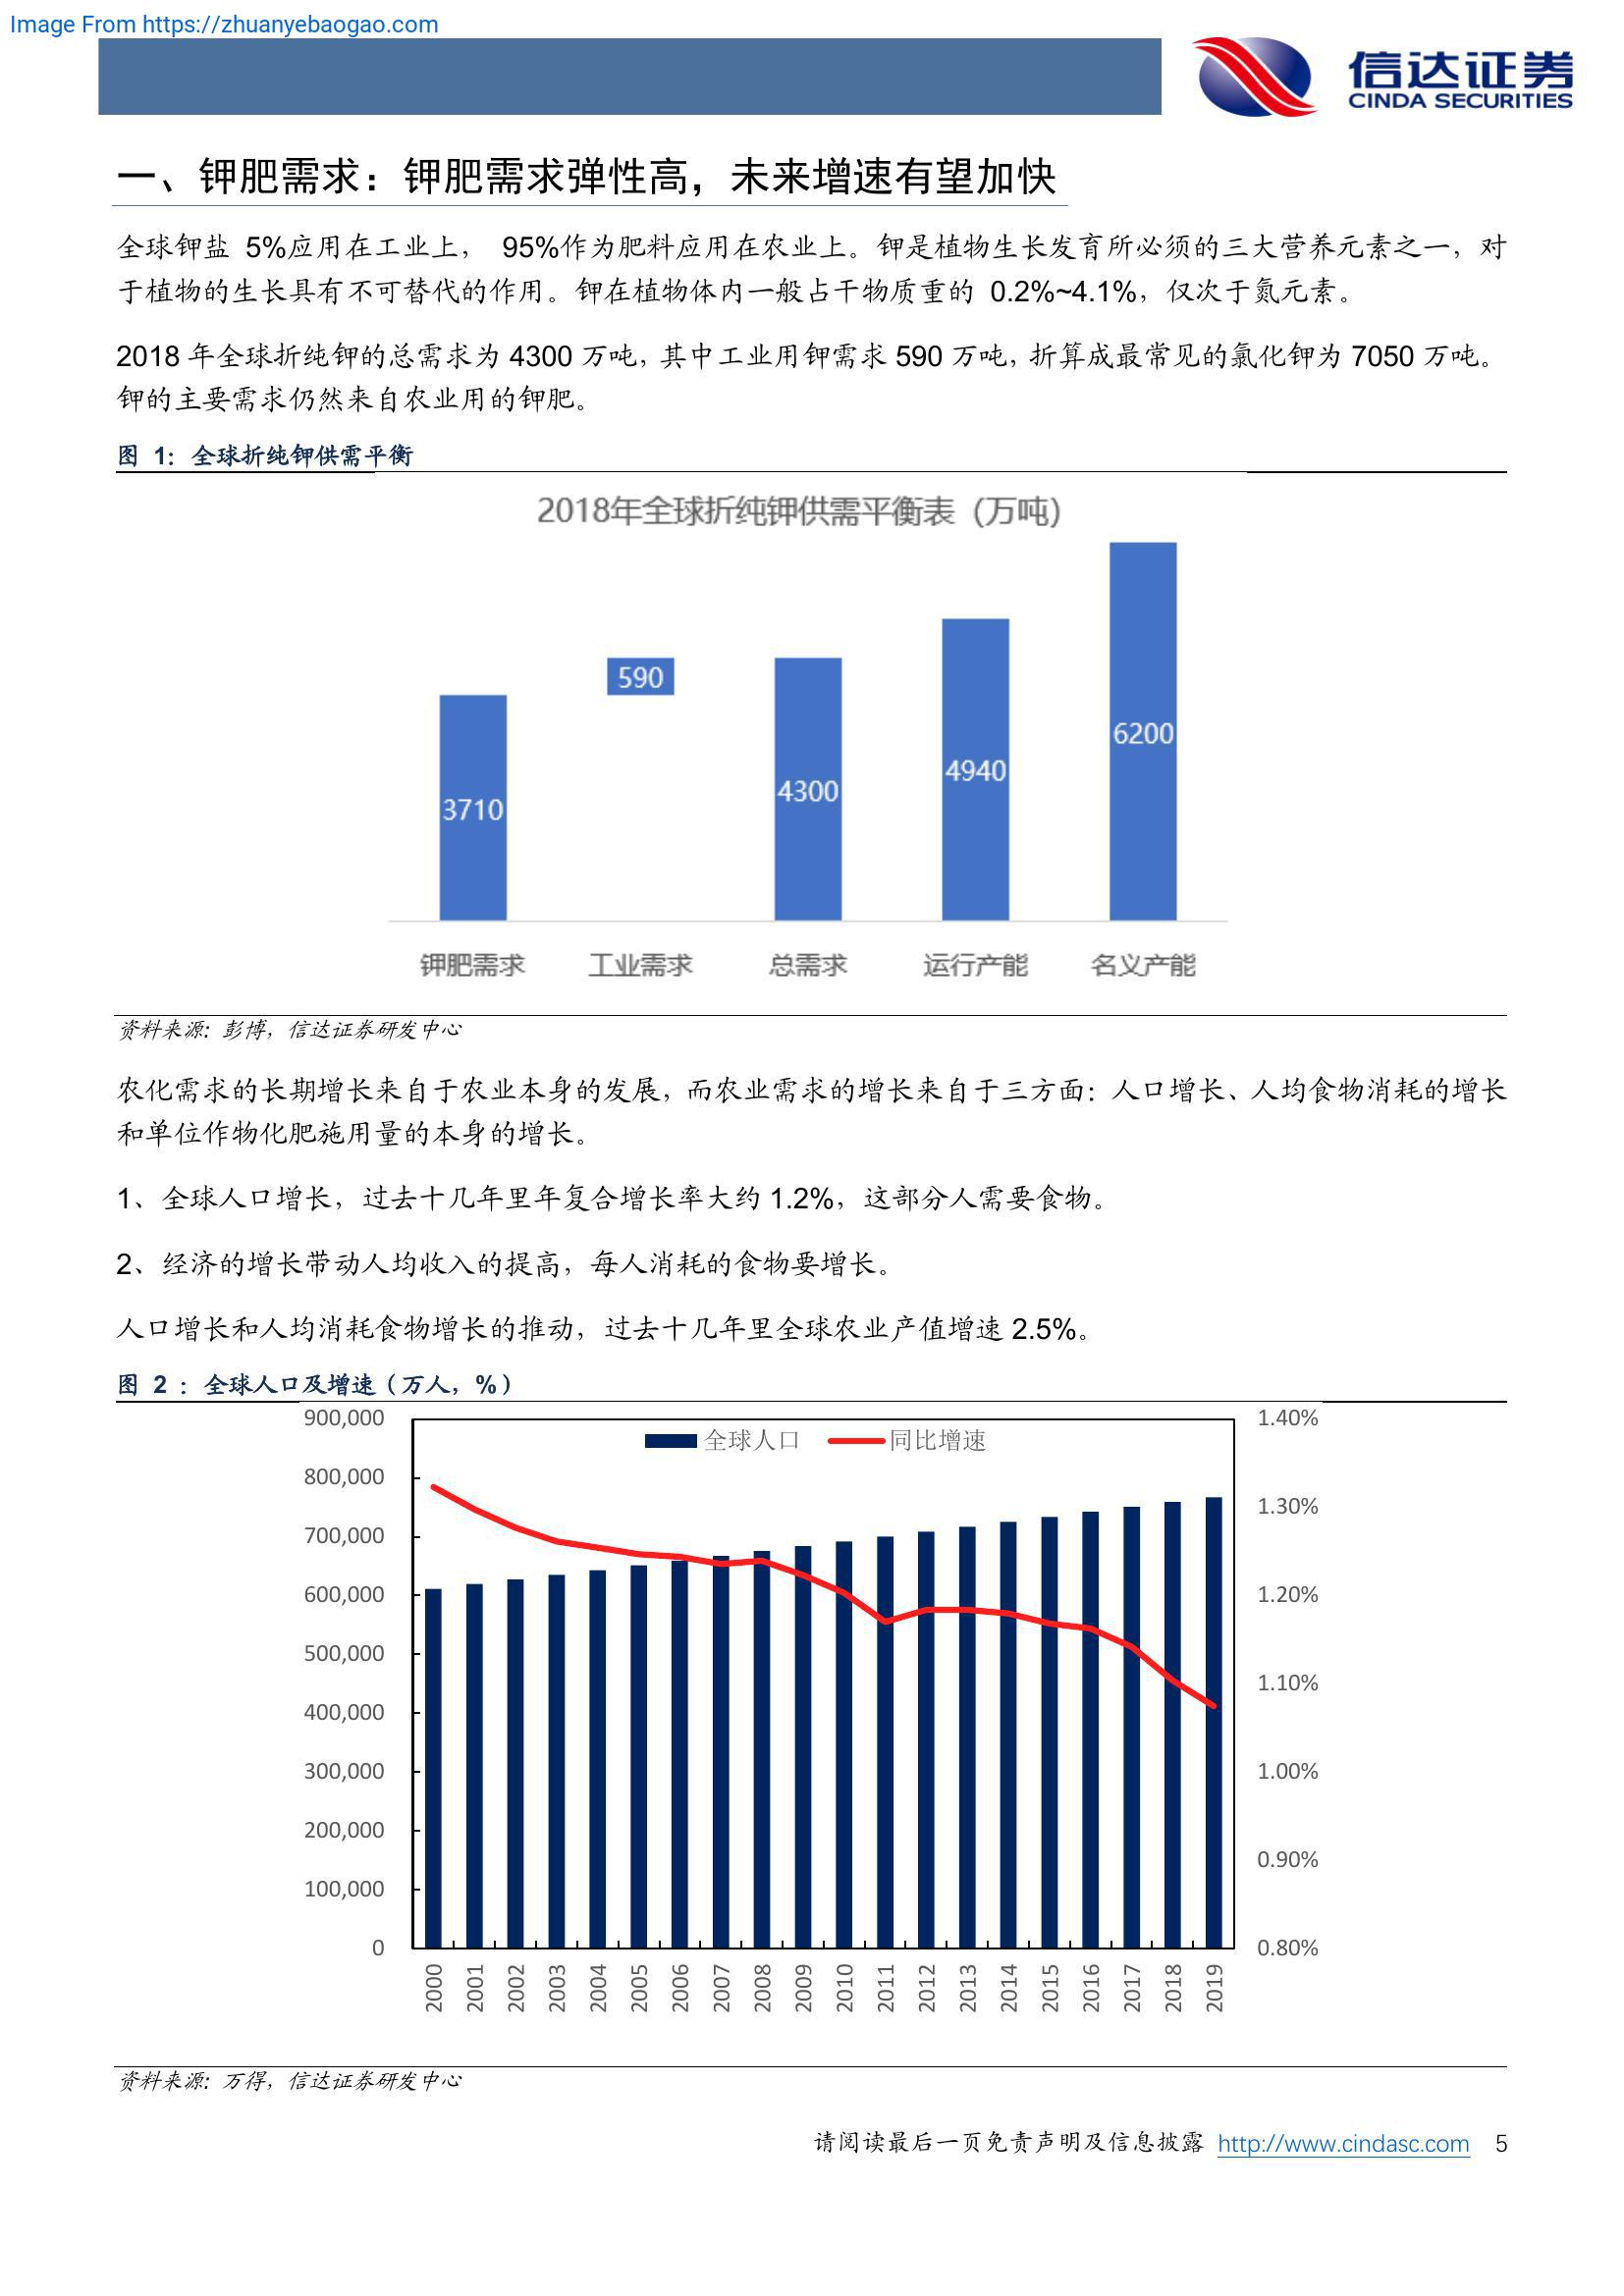 Image From https://zhuanyebaogao.com
信达证券
CINDA SECURITIES
一、钾肥需求：钾肥需求弹性高，未来增速有望加快
全球钾盐 5%应用在工业上， 95%作为肥料应用在农业上。钾是植物生长发育所必须的三大营养元素之一，对
于植物的生长具有不可替代的作用。钾在植物体内一般占干物质重的 0.2%~4.1%，仅次于氮元素。
2018 年全球折纯钾的总需求为 4300 万吨，其中工业用钾需求 590 万吨，折算成最常见的氯化钾为 7050 万吨。
钾的主要需求仍然来自农业用的钾肥。
图 1：全球折纯钾供需平衡
2018年全球折纯钾供需平衡表（万吨）
3710
590
4300
4940
6200
钾肥需求 工业需求 总需求 运行产能 名义产能
资料来源：彭博，信达证券研发中心
农化需求的长期增长来自于农业本身的发展，而农业需求的增长来自于三方面：人口增长、人均食物消耗的增长
和单位作物化肥施用量的本身的增长。
1、全球人口增长，过去十几年里年复合增长率大约 1.2%，这部分人需要食物。
2、经济的增长带动人均收入的提高，每人消耗的食物要增长。
人口增长和人均消耗食物增长的推动，过去十几年里全球农业产值增速 2.5%。
图 2 ：全球人口及增速（万人，%）
全球人口 同比增速
900,000
800,000
700,000
600,000
500,000
400,000
300,000
200,000
100,000
0
1.40%
1.30%
1.20%
1.10%
1.00%
0.90%
0.80%
2000 2001 2002 2003 2004 2005 2006 2007 2008 2009 2010 2011 2012 2013 2014 2015 2016 2017 2018 2019
资料来源：万得，信达证券研发中心
请阅读最后一页免责声明及信息披露 http://www.cindasc.com 5